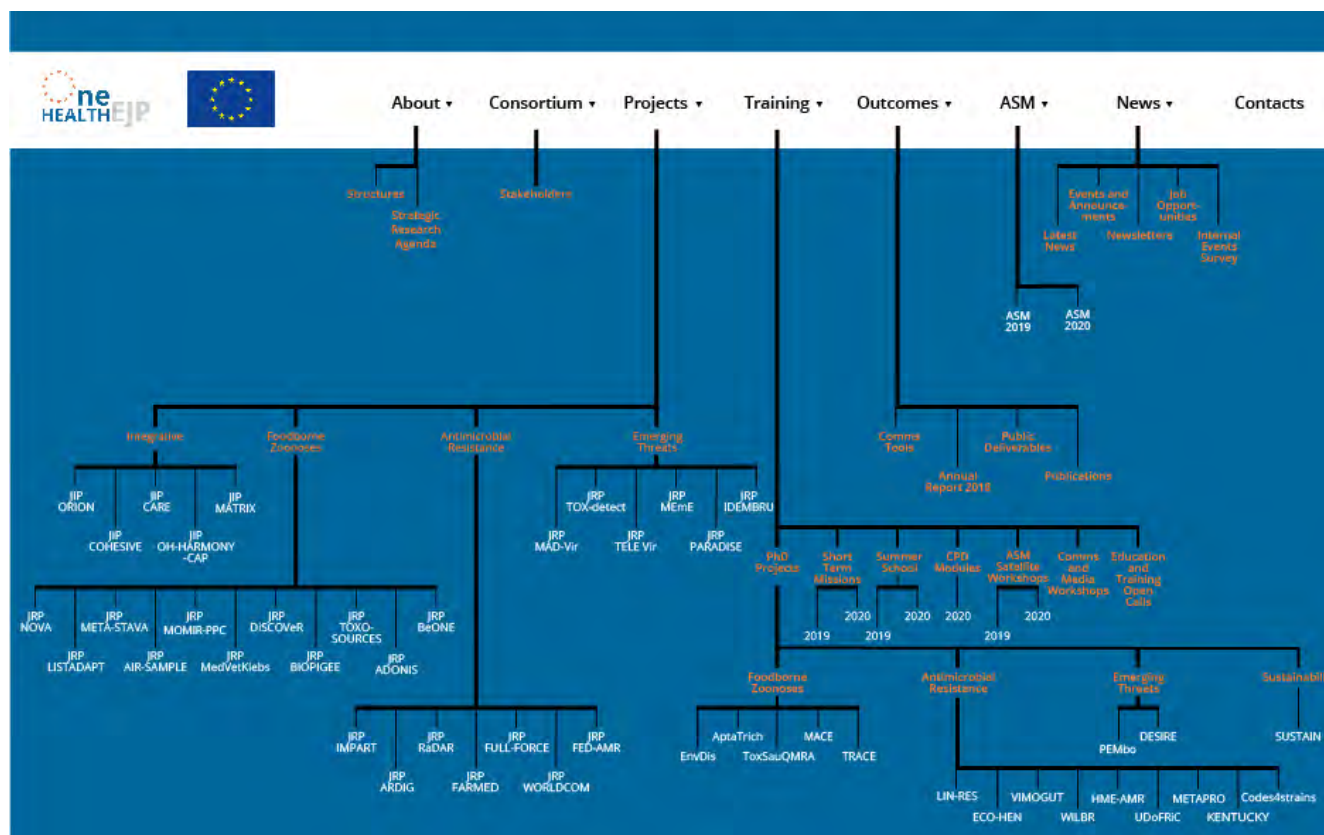 One
HEALTH EJP
About ▾
Consortium ▾
Projects ▾
Training ▾
Outcomes ▾
ASM ▾
News ▾
Contacts
Structures
Strategic
Research
Agenda
Stakeholders
Events and
Announce-
ments
Job
Opport-
unities
Latest
News
Newsletters
Internal
Events
Survey
ASM
2019
ASM
2020
Integrative
Foodborne
Zoonoses
Antimicrobial
Resistance
Emerging
Threats
Comms
Tools
Public
Deliverables
Annual
Report 2018
Publications
JIP
ORION
JIP
CARE
JIP
MATRIX
JIP
COHESIVE
JIP
OH-HARMONY
-CAP
JRP
TOX-detect
JRP
MEmE
JRP
IDEMBRU
JRP
MAD-Vir
JRP
TELE Vir
JRP
PARADISE
PhD
Projects
Short
Term
Missions
Summer
School
CPD
Modules
ASM
Satellite
Workshops
Comms
and
Media
Workshops
Education
and
Training
Open
Calls
2020
2020
2020
2020
2019
2019
2019
JRP
NOVA
JRP
META-STAVA
JRP
MOMIR-PPC
JRP
DiSCOVeR
JRP
TOXO-
SOURCES
JRP
BeONE
JRP
LISTADAPT
JRP
AIR-SAMPLE
JRP
MedVetKlebs
JRP
BIOPIGEE
JRP
ADONIS
Foodborne
Zoonoses
Antimicrobial
Resistance
Emerging
Threats
Sustainabil
JRP
IMPART
JRP
RaDAR
JRP
FULL-FORCE
JRP
FED-AMR
JRP
ARDIG
JRP
FARMED
JRP
WORLDCOM
AptaTrich
MACE
EnvDis
ToxSauQMRA
TRACE
DESIRE
PEMbo
SUSTAIN
LIN-RES
VIMOGUT
HME-AMR
METAPRO
Codes4strains
ECO-HEN
WILBR
UDoFRiC
KENTUCKY